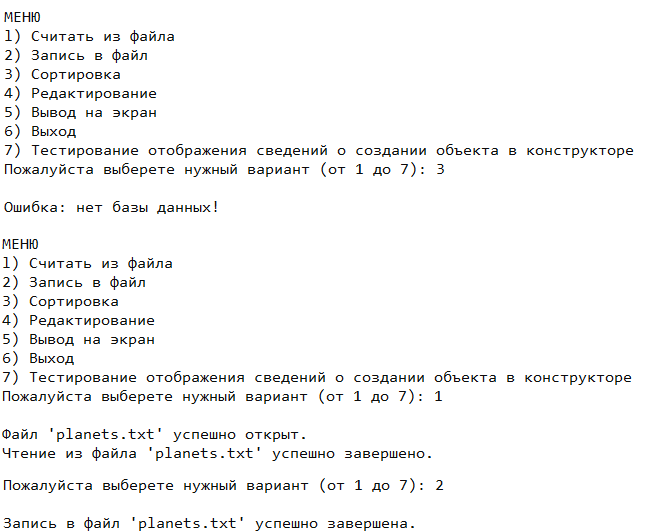 МЕНЮ
1) Считать из файла
2) Запись в файл
3) Сортировка
4) Редактирование
5) Вывод на экран
6) Выход
7) Тестирование отображения сведений о создании объекта в конструкторе
Пожалуйста выберете нужный вариант (от 1 до 7): 3
Ошибка: нет базы данных!
МЕНЮ
1) Считать из файла
2) Запись в файл
3) Сортировка
4) Редактирование
5) Вывод на экран
6) Выход
7) Тестирование отображения сведений о создании объекта в конструкторе
Пожалуйста выберете нужный вариант (от 1 до 7): 1
Файл 'planets.txt' успешно открыт.
Чтение из файла 'planets.txt' успешно завершено.
Пожалуйста выберете нужный вариант (от 1 до 7): 2
Запись в файл 'planets.txt' успешно завершена.